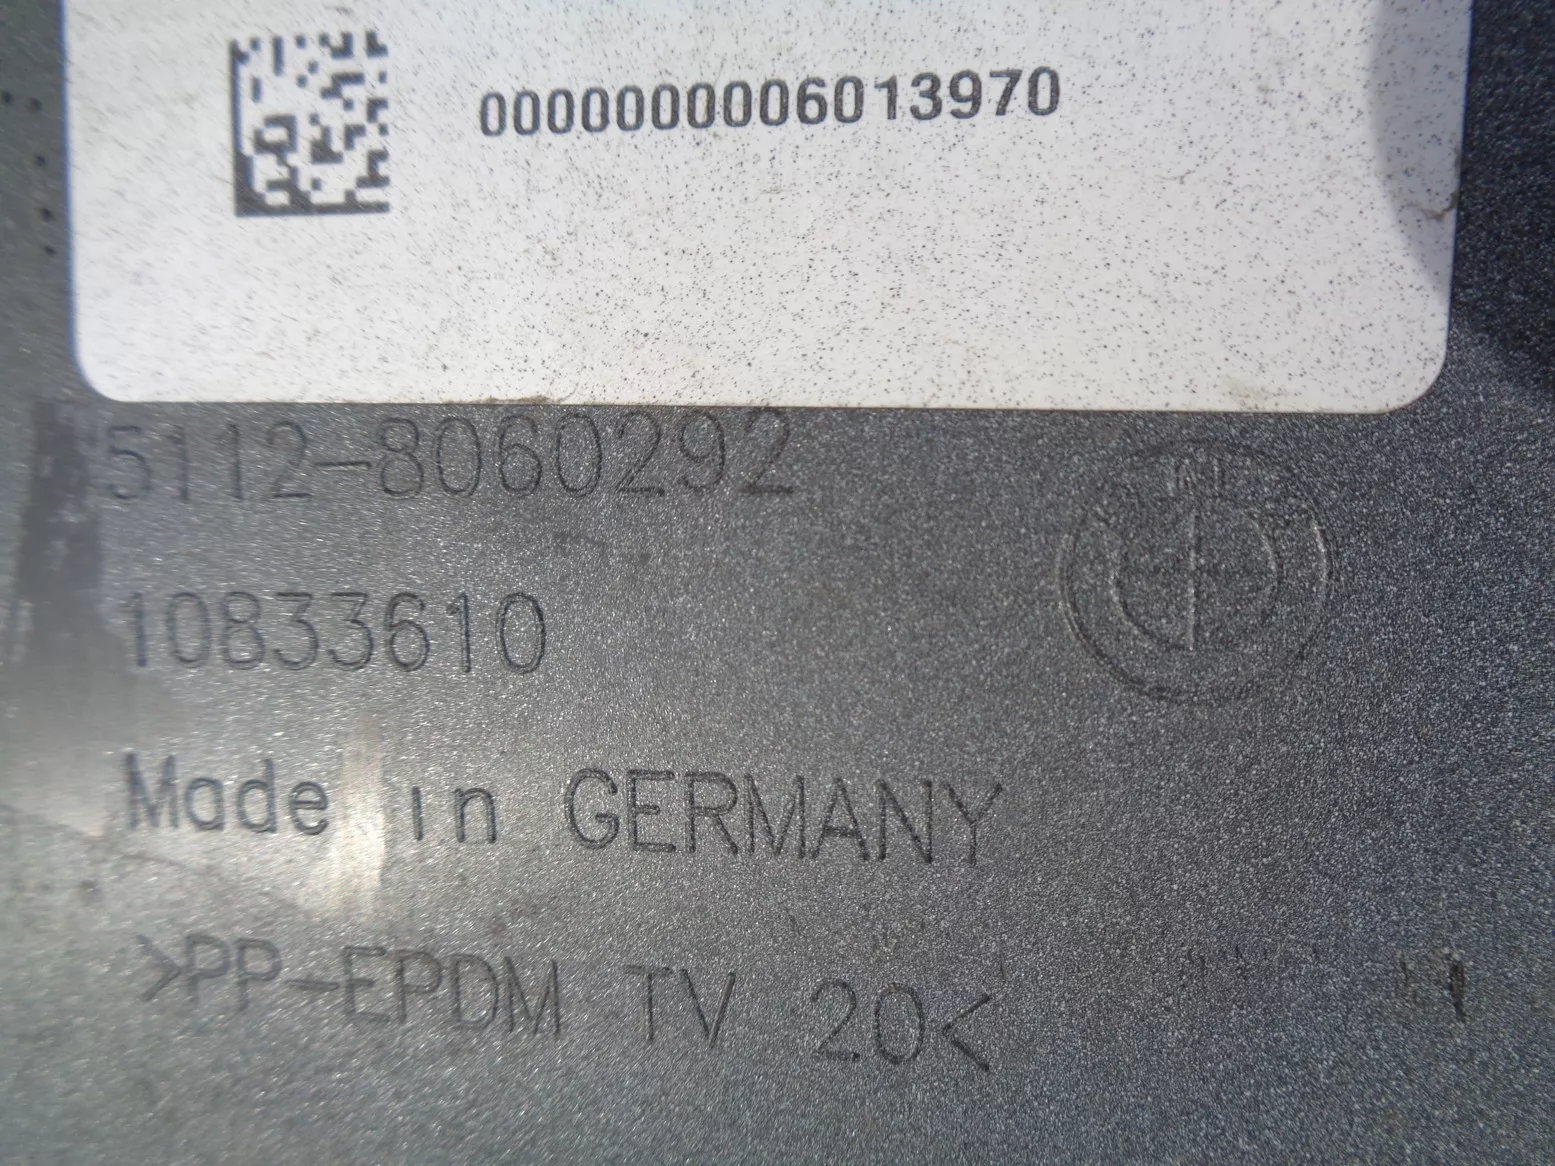 0000000006013970
5112-8060292
10833610
Made in GERMANY
>PP-EPDM TV 20<